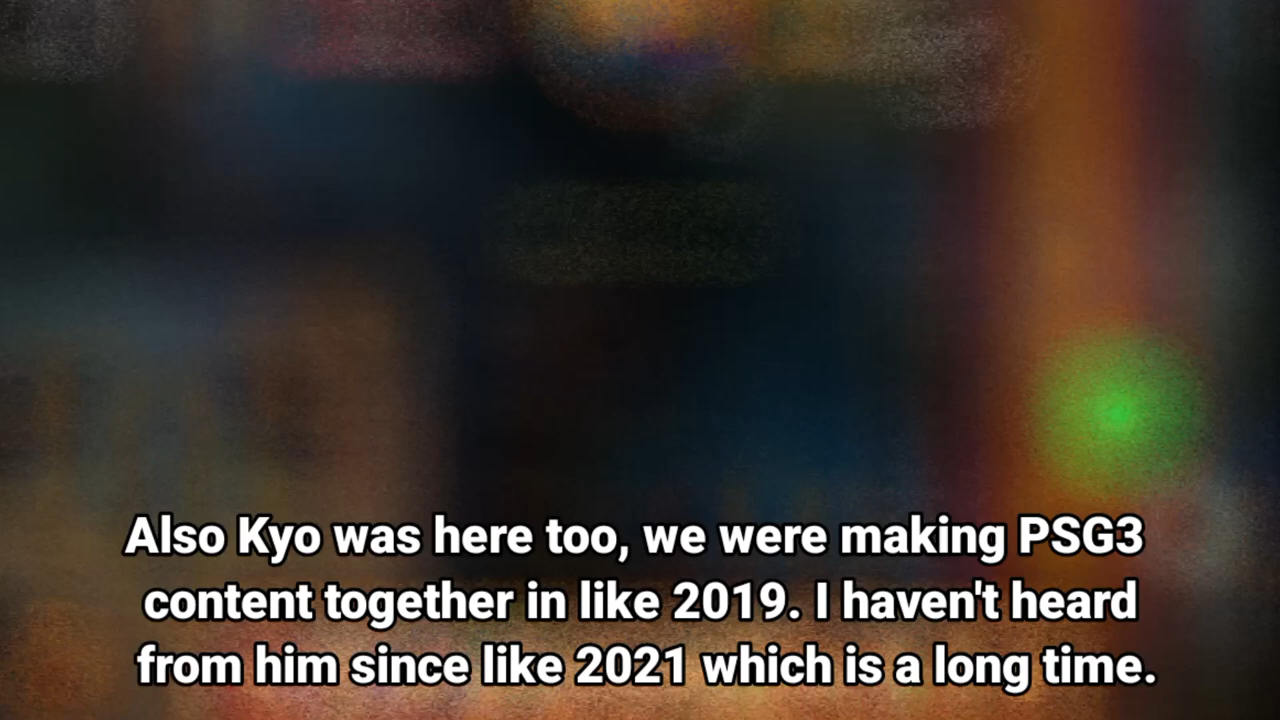 Also Kyo was here too, we were making PSG3
content together in like 2019. I haven't heard
from him since like 2021 which is a long time.